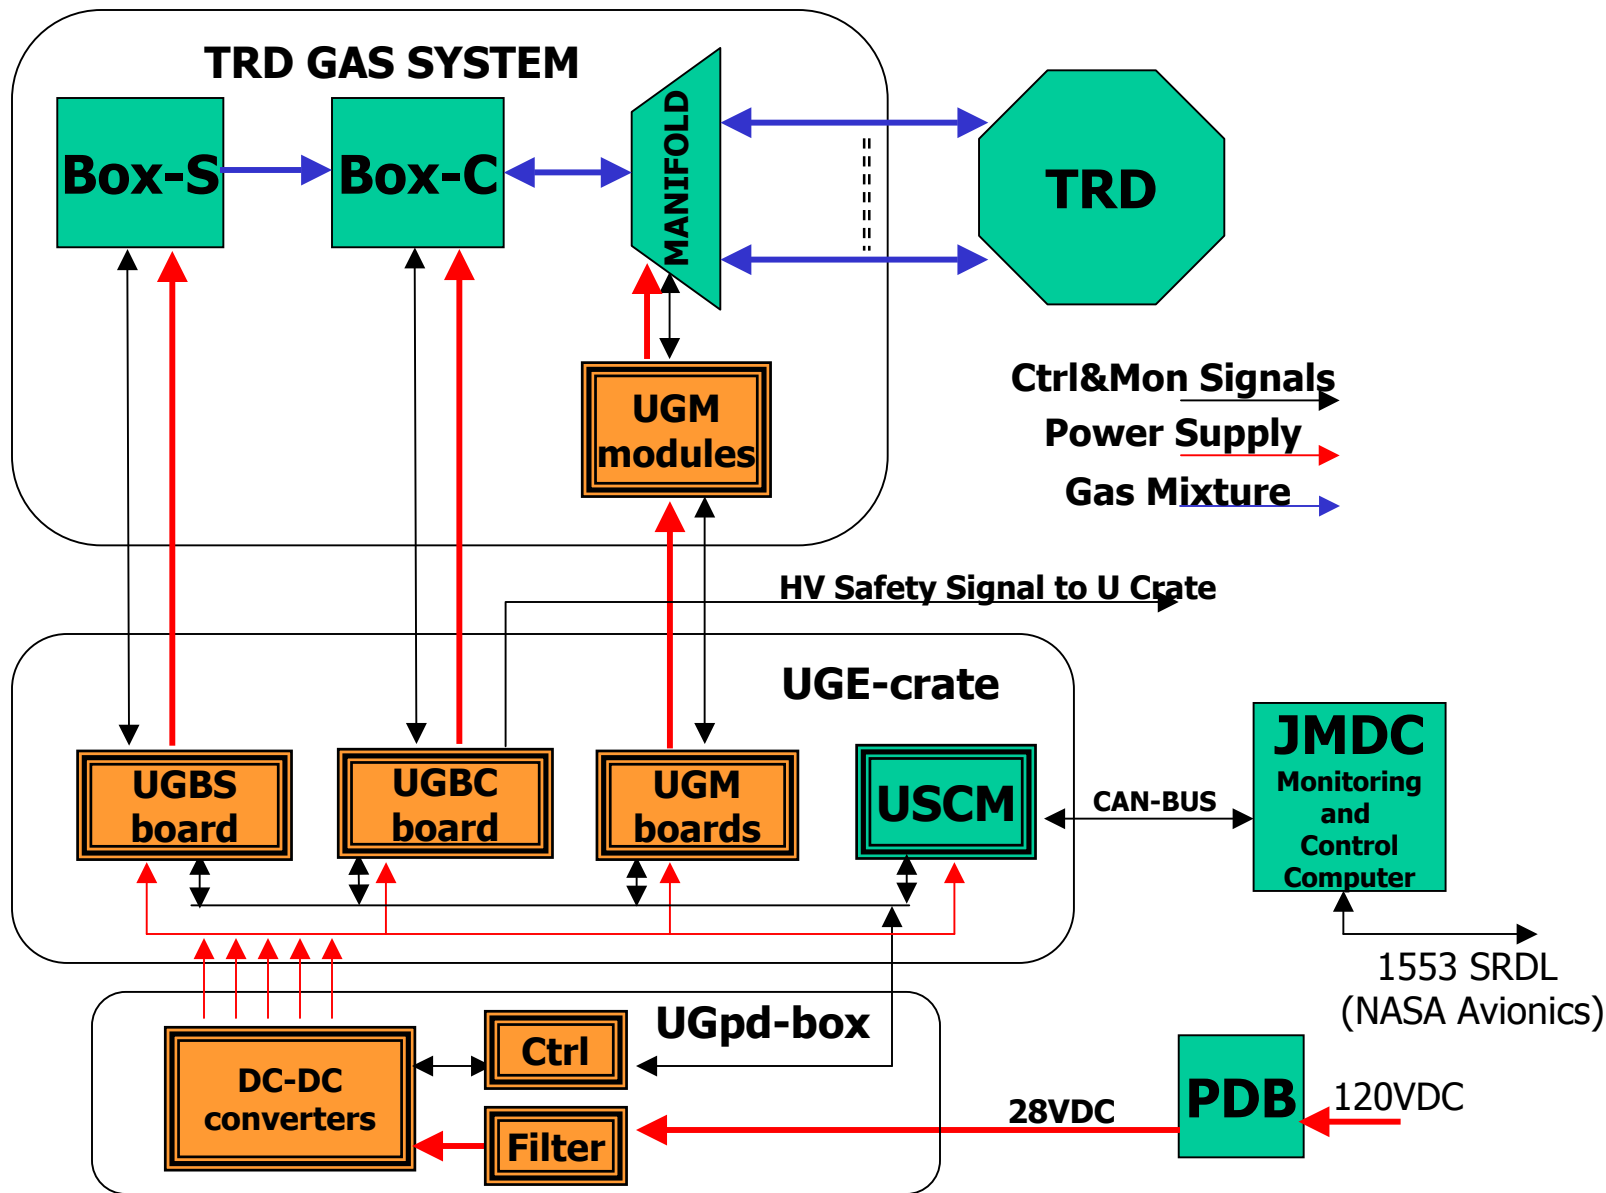 TRD GAS SYSTEM
Box-S
Box-C
MANIFOLD
TRD
UGM
modules
Ctrl&Mon Signals
Power Supply
Gas Mixture
HV Safety Signal to U Crate
UGE-crate
UGBS
board
UGBC
board
UGM
boards
USCM
CAN-BUS
JMDC
Monitoring
and
Control
Computer
1553 SRDL
(NASA Avionics)
UGpd-box
DC-DC
converters
Ctrl
Filter
28VDC
PDB
120VDC